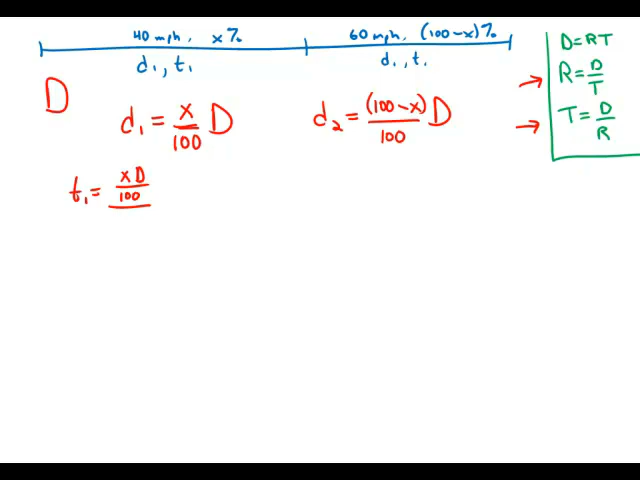 40 mph, x% 60 mph, (100-x)%
d₁, t₁ d₁, t₁
D=RT
R=D/T
T=D/R
D
d₁ = x/100 D d₂ = (100-x)/100 D
t₁ = xD/100